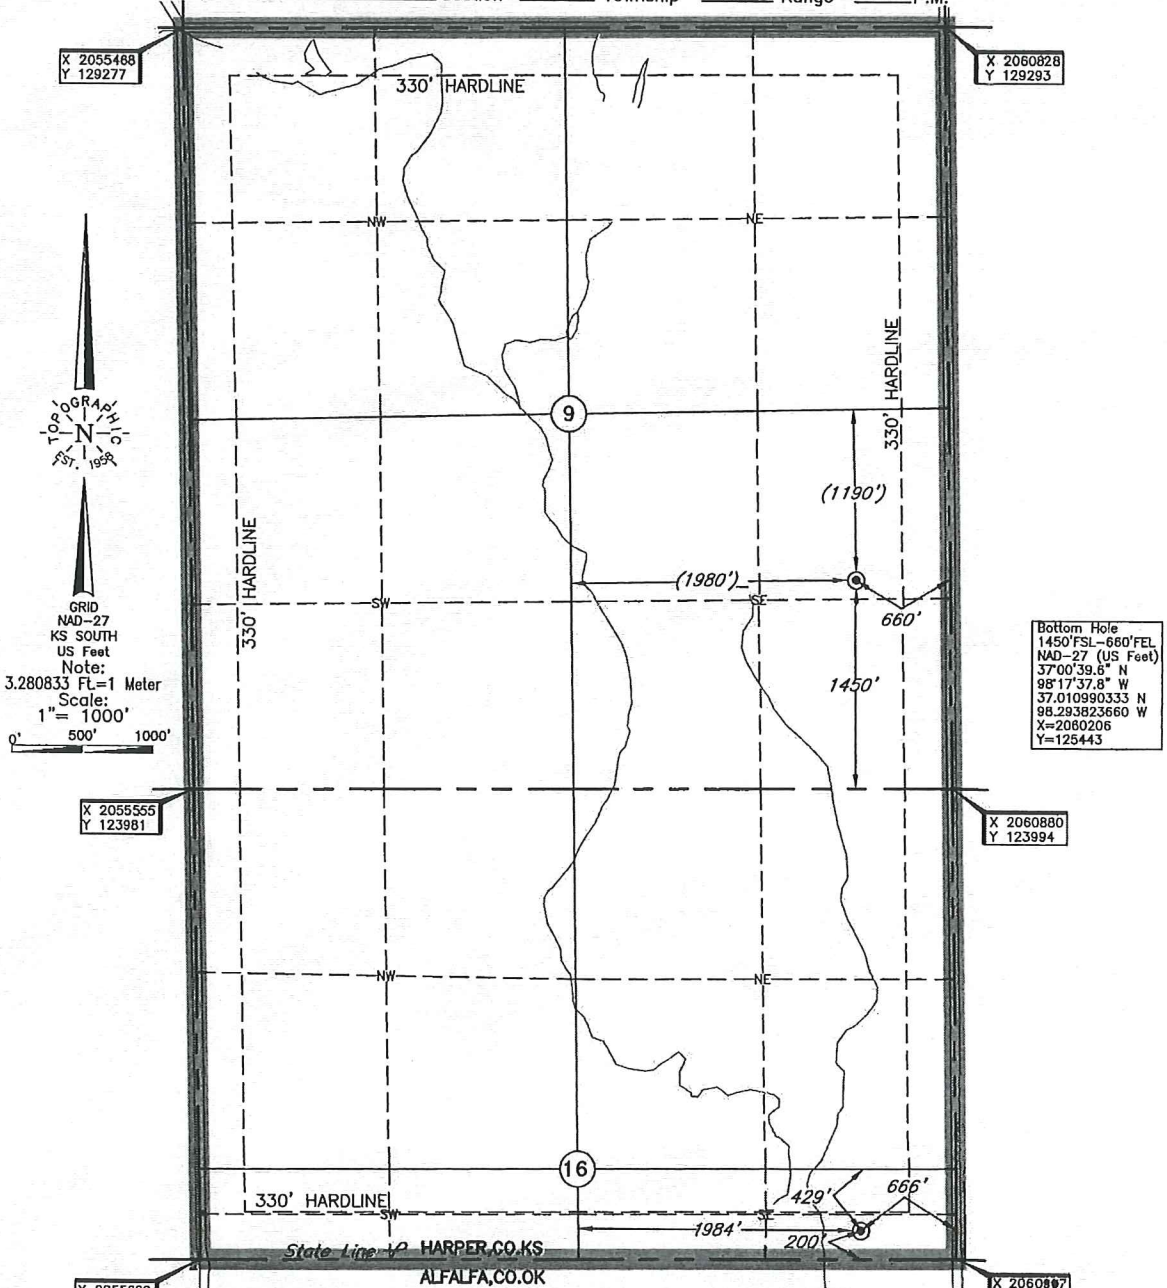 Section Township Range P.M.
X 2055468
Y 129277
X 2060828
Y 129293
330' HARDLINE
NW
NE
330' HARDLINE
TOPOGRAPHIC
N
EST. 1958
9
(1190')
330' HARDLINE
(1980')
SW
SE
660'
GRID
NAD-27
KS SOUTH
US Feet
Note:
3.280833 Ft.=1 Meter
Scale:
1"= 1000'
0' 500' 1000'
Bottom Hole
1450'FSL-660'FEL
NAD-27 (US Feet)
37°00'39.6" N
98°17'37.8" W
37.010990333 N
98.293823660 W
X=2060206
Y=125443
1450'
X 2055555
Y 123981
X 2060880
Y 123994
NW
NE
16
330' HARDLINE
429'
666'
SW
SE
1984'
200'
State Line
HARPER,CO.KS
ALFALFA,CO.OK